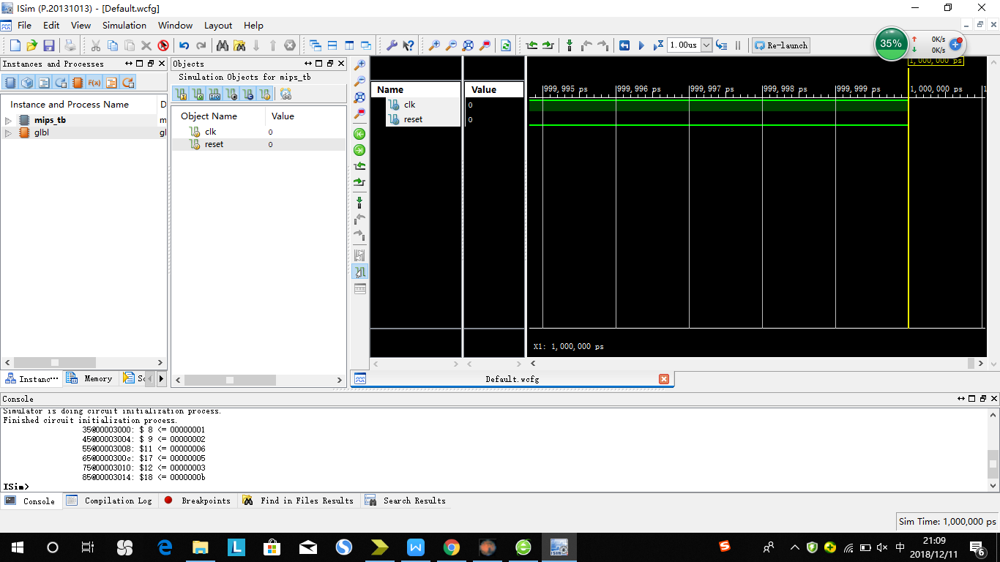 ISim (P.20131013) - [Default.wcfg]
File Edit View Simulation Window Layout Help
1.00us Re-launch
35% 0K/s
0K/s
Instances and Processes
Objects
Simulation Objects for mips_tb
Instance and Process Name D
mips_tb m
glbl gl
Object Name Value
clk 0
reset 0
Name Value
clk 0
reset 0
1,000,000 ps
999,995 ps 999,996 ps 999,997 ps 999,998 ps 999,999 ps 1,000,000 ps 1
X1: 1,000,000 ps
Instanc··· Memory So
Default.wcfg
Console
Simulator is doing circuit initialization process.
Finished circuit initialization process.
35@00003000: $ 8 <= 00000001
45@00003004: $ 9 <= 00000002
55@00003008: $11 <= 00000006
65@0000300c: $17 <= 00000005
75@00003010: $12 <= 00000003
85@00003014: $18 <= 0000000b
ISim>
Console Compilation Log Breakpoints Find in Files Results Search Results
Sim Time: 1,000,000 ps
中
21:09
2018/12/11
6